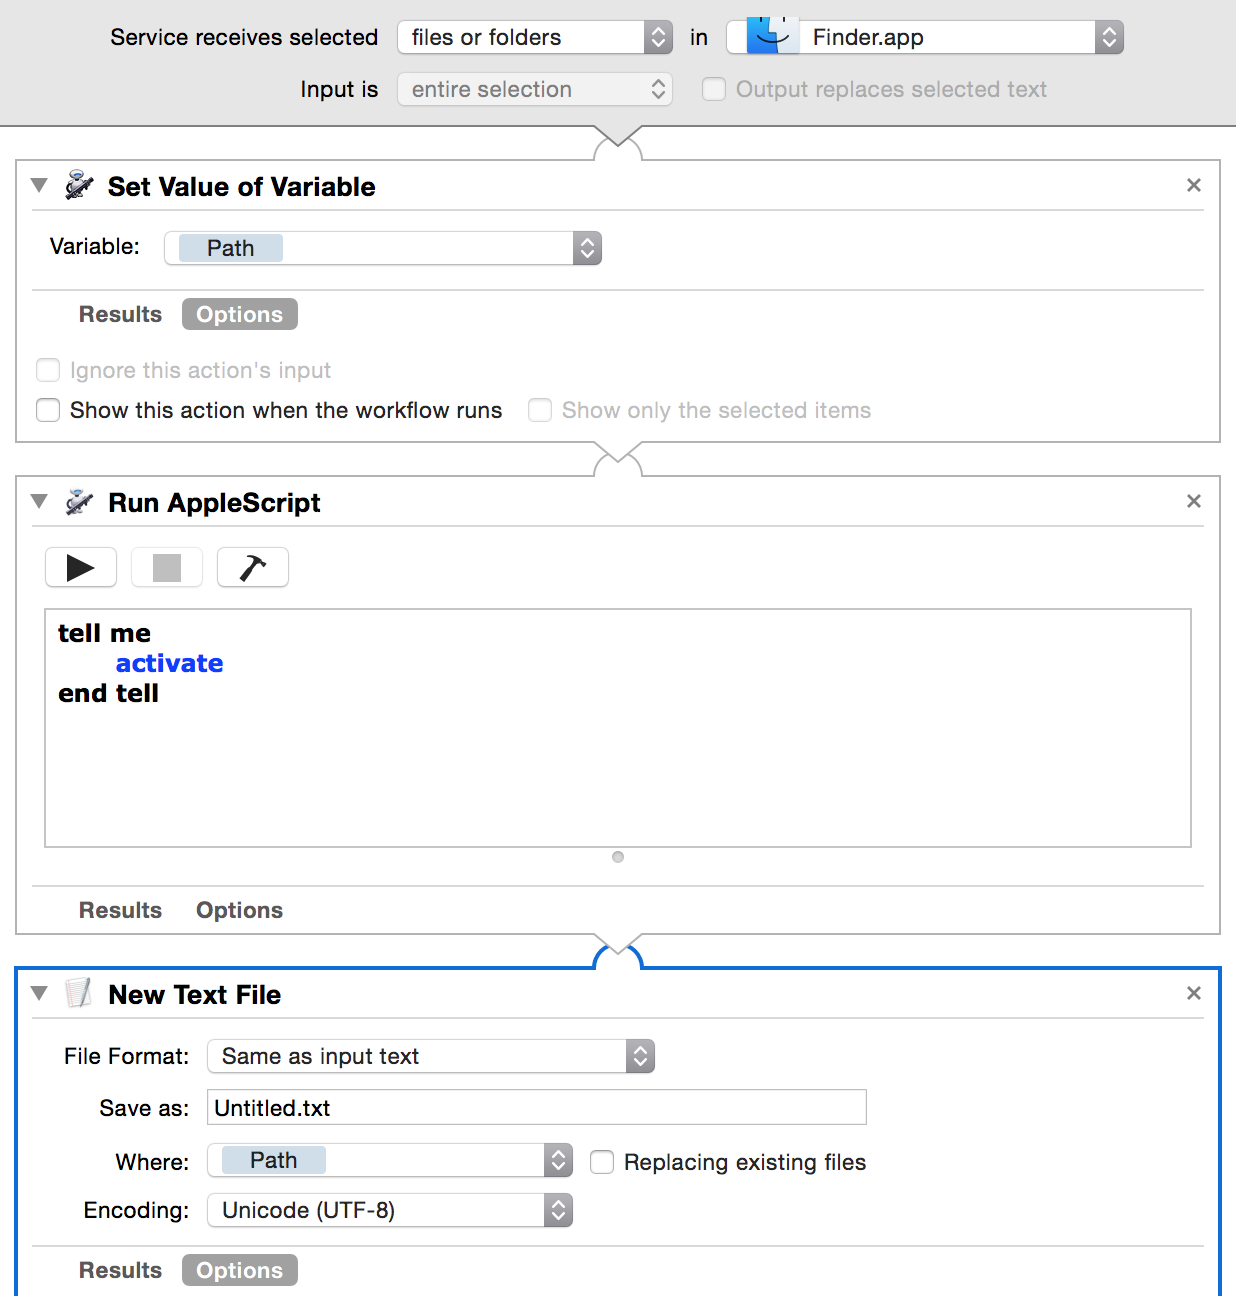 Service receives selected files or folders in Finder.app
Input is entire selection Output replaces selected text
Set Value of Variable
Variable: Path
Results Options
Ignore this action's input
Show this action when the workflow runs Show only the selected items
Run AppleScript
tell me
activate
end tell
Results Options
New Text File
File Format: Same as input text
Save as: Untitled.txt
Where: Path Replacing existing files
Encoding: Unicode (UTF-8)
Results Options